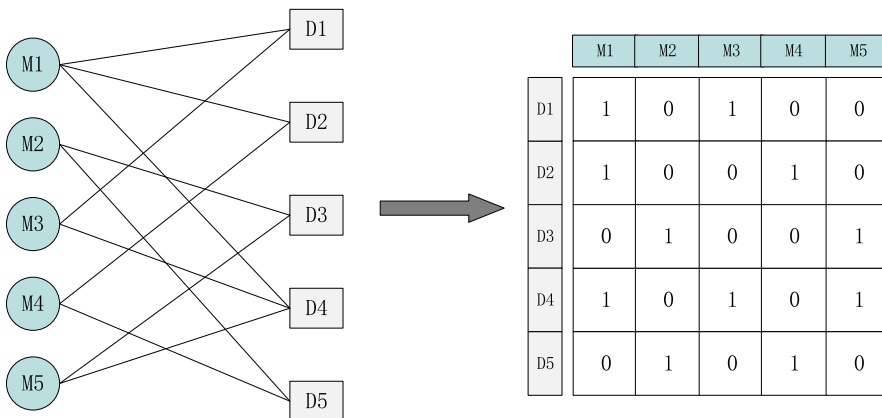 M1
M2
M3
M4
M5
D1
D2
D3
D4
D5
M1 M2 M3 M4 M5
D1 1 0 1 0 0
D2 1 0 0 1 0
D3 0 1 0 0 1
D4 1 0 1 0 1
D5 0 1 0 1 0